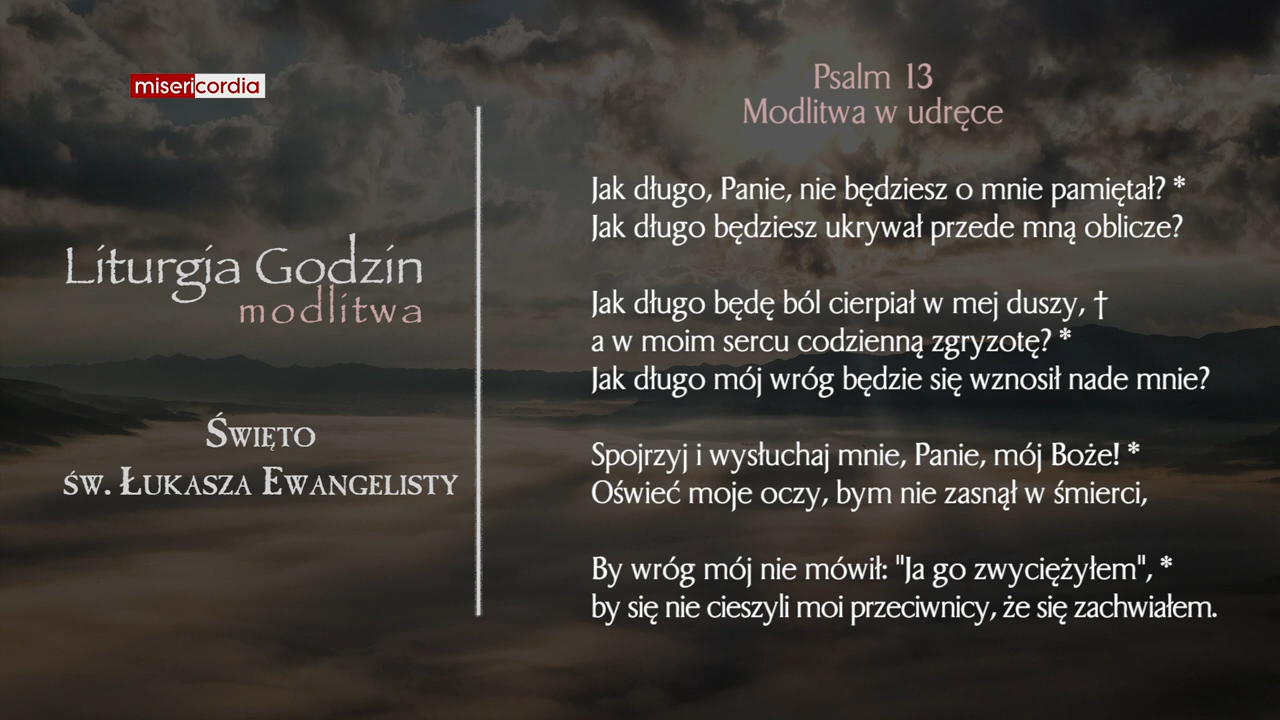 misericordia
Liturgia Godzin
modlitwa
Święto
św. Łukasza Ewangelisty
Psalm 13
Modlitwa w udręce
Jak długo, Panie, nie będziesz o mnie pamiętał? *
Jak długo będziesz ukrywał przede mną oblicze?
Jak długo będę ból cierpiał w mej duszy, †
a w moim sercu codzienną zgryzotę? *
Jak długo mój wróg będzie się wznosił nade mnie?
Spojrzyj i wysłuchaj mnie, Panie, mój Boże! *
Oświeć moje oczy, bym nie zasnął w śmierci,
By wróg mój nie mówił: "Ja go zwyciężyłem", *
by się nie cieszyli moi przeciwnicy, że się zachwiałem.